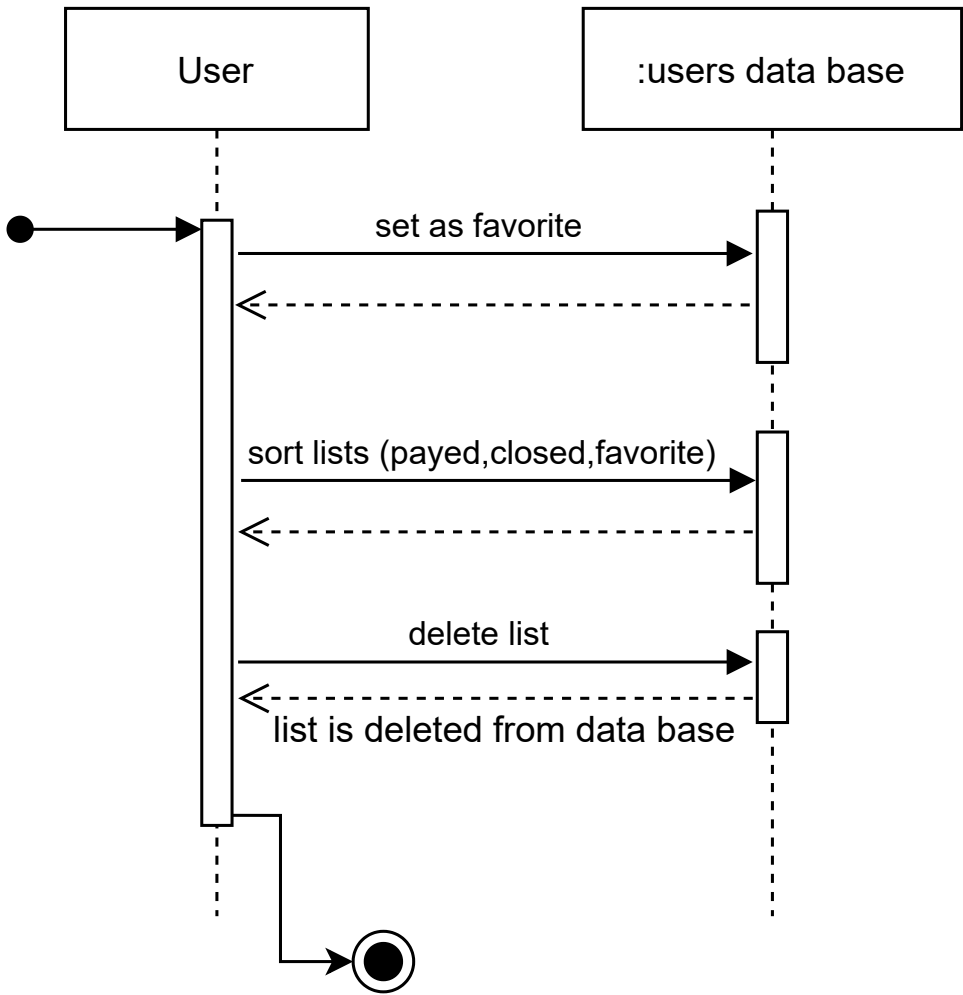 User
:users data base
set as favorite
sort lists (payed,closed,favorite)
delete list
list is deleted from data base